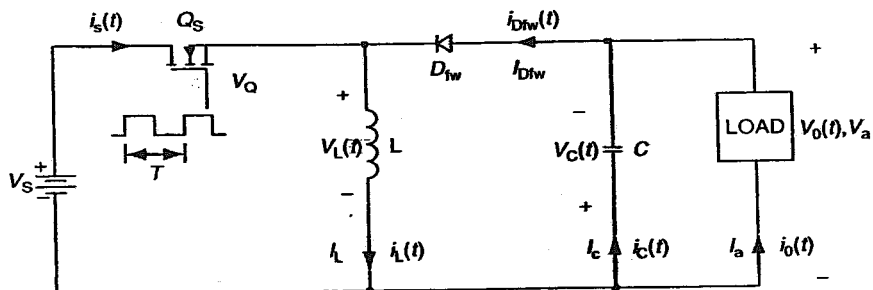 i_s(t)
Q_S
i_Dfw(t)
V_Q
D_fw
I_Dfw
+
+
−
V_L(t)
L
V_C(t)
C
LOAD
V_0(t), V_a
T
V_S
+
−
+
I_L
i_L(t)
I_c
i_C(t)
I_a
i_0(t)
−